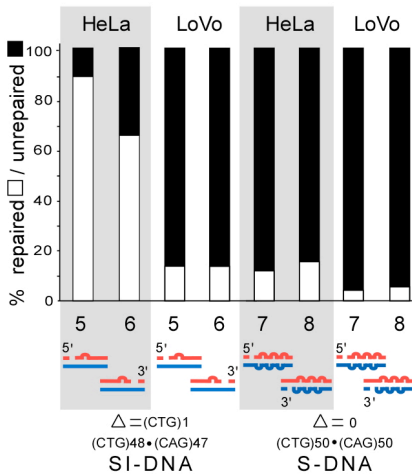 HeLa LoVo HeLa LoVo
% repaired □ / unrepaired ■
100
80
60
40
20
0
5 6 5 6 7 8 7 8
5' 5' 5' 5'
3' 3' 3' 3'
△=(CTG)1 △= 0
(CTG)48•(CAG)47 (CTG)50•(CAG)50
SI-DNA S-DNA